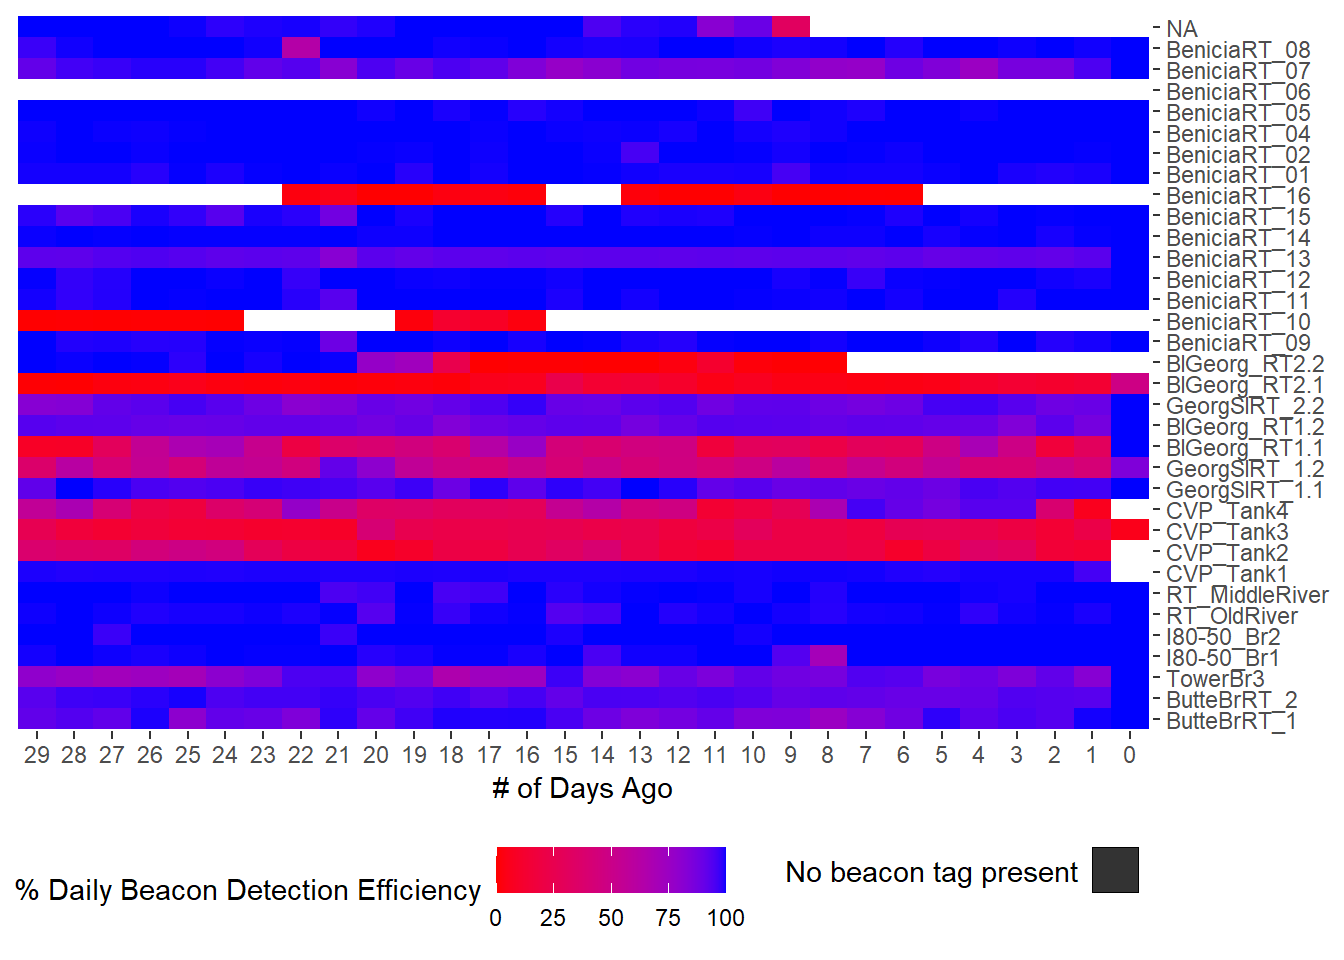 NA
BeniciaRT_08
BeniciaRT_07
BeniciaRT_06
BeniciaRT_05
BeniciaRT_04
BeniciaRT_02
BeniciaRT_01
BeniciaRT_16
BeniciaRT_15
BeniciaRT_14
BeniciaRT_13
BeniciaRT_12
BeniciaRT_11
BeniciaRT_10
BeniciaRT_09
BlGeorg_RT2.2
BlGeorg_RT2.1
GeorgSlRT_2.2
BlGeorg_RT1.2
BlGeorg_RT1.1
GeorgSlRT_1.2
GeorgSlRT_1.1
CVP_Tank4
CVP_Tank3
CVP_Tank2
CVP_Tank1
RT_MiddleRiver
RT_OldRiver
I80-50_Br2
I80-50_Br1
TowerBr3
ButteBrRT_2
ButteBrRT_1
29 28 27 26 25 24 23 22 21 20 19 18 17 16 15 14 13 12 11 10 9 8 7 6 5 4 3 2 1 0
# of Days Ago
% Daily Beacon Detection Efficiency
0 25 50 75 100
No beacon tag present